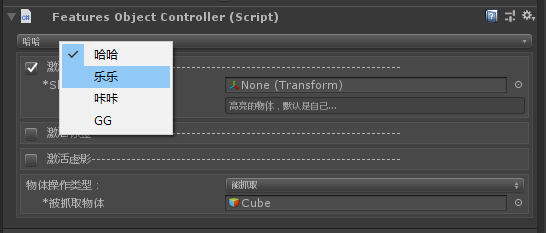 Features Object Controller (Script)
哈哈
哈哈
乐乐
咔咔
GG
激
*S
None (Transform)
高亮的物体，默认是自己...
激活虚影
物体操作类型：
能抓取
*被抓取物体
Cube